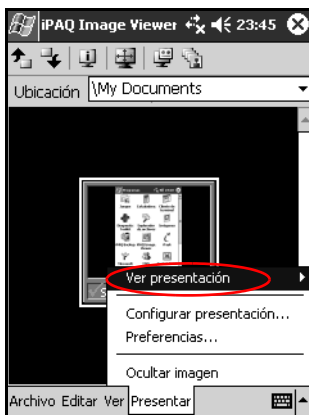 iPAQ Image Viewer 23:45
Ubicación \My Documents
Ver presentación
Configurar presentación...
Preferencias...
Ocultar imagen
Archivo Editar Ver Presentar